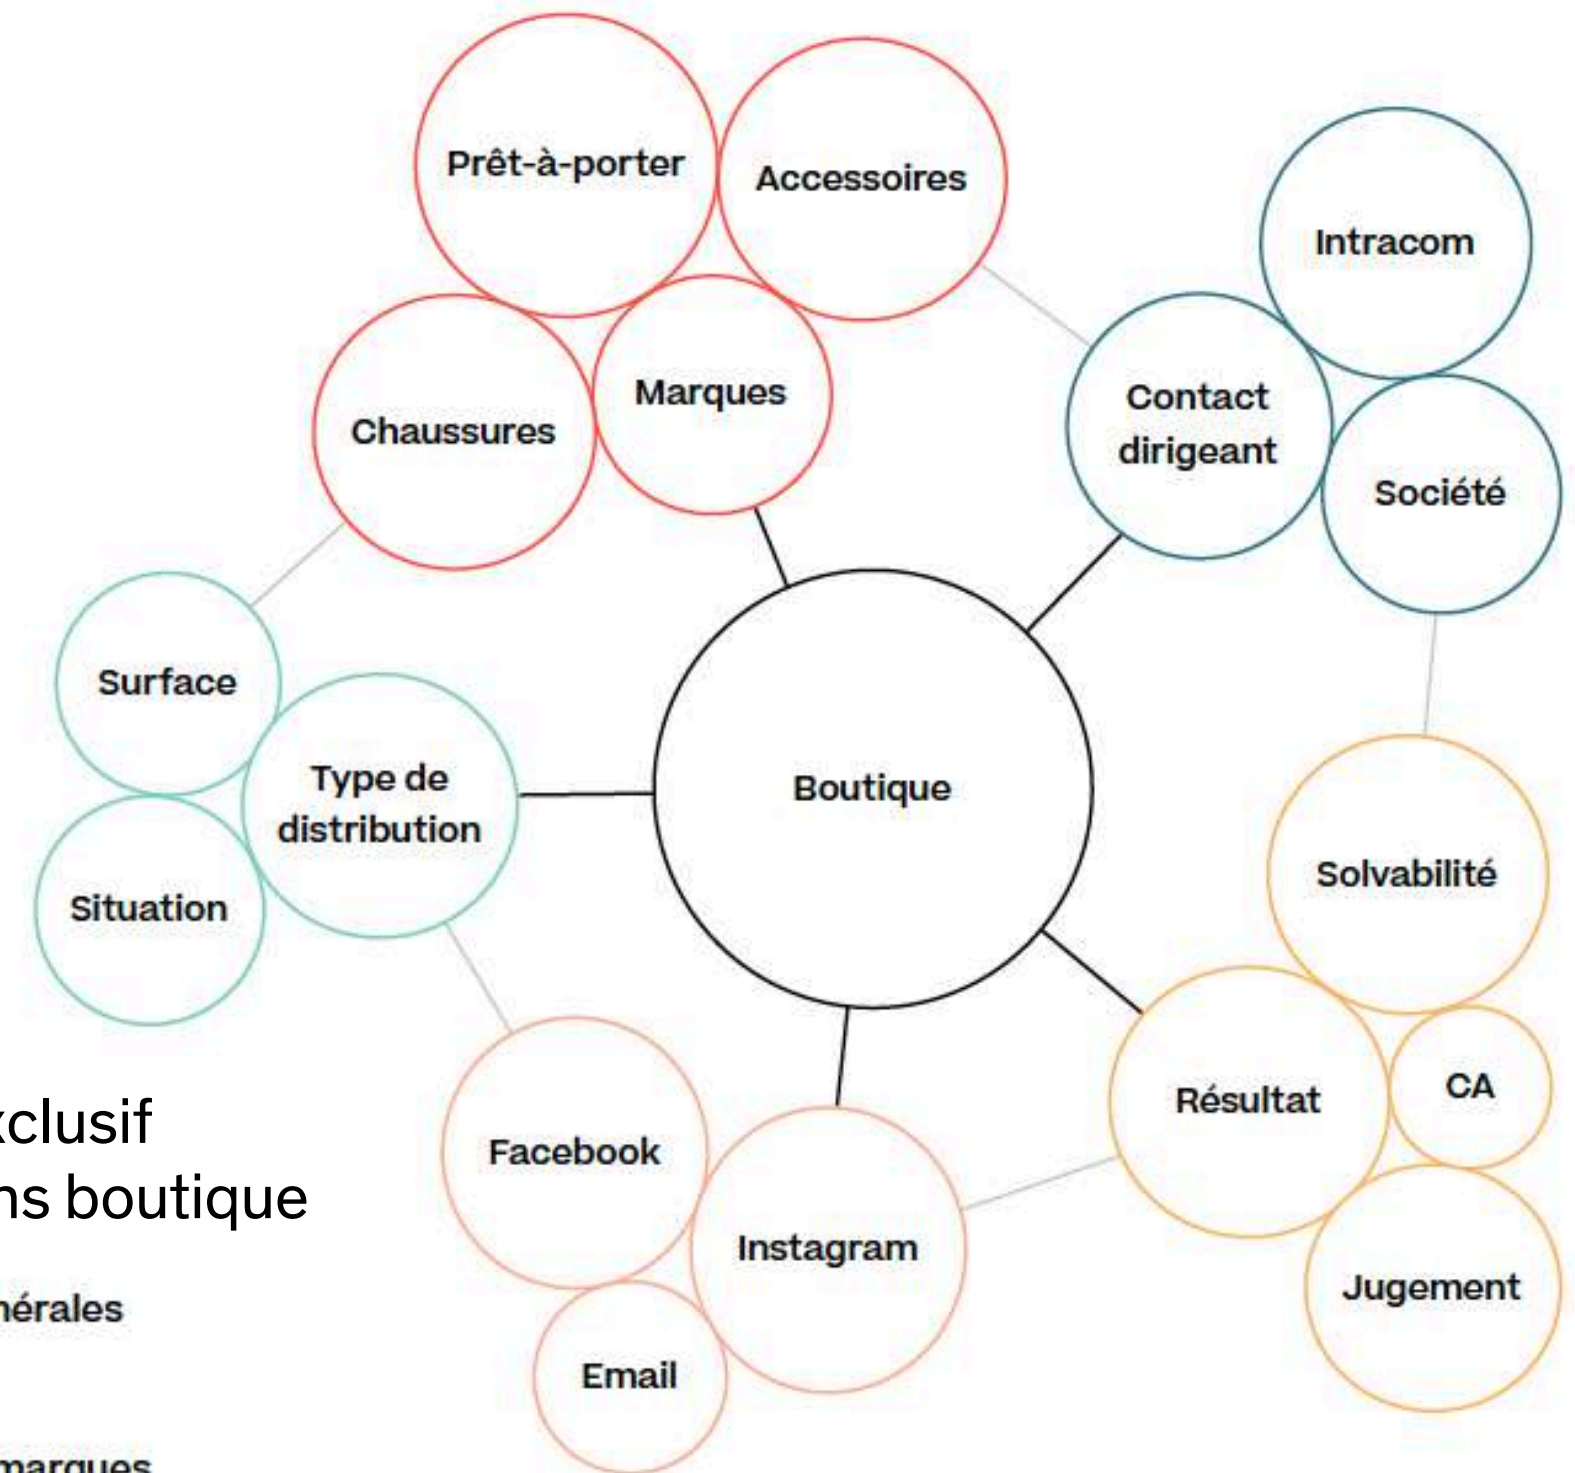 Prêt-à-porter
Accessoires
Intracom
Marques
Contact
dirigeant
Chaussures
Société
Surface
Type de
distribution
Boutique
Solvabilité
Situation
CA
Résultat
xclusif
Facebook
ns boutique
Instagram
Jugement
nérales
Email
marques